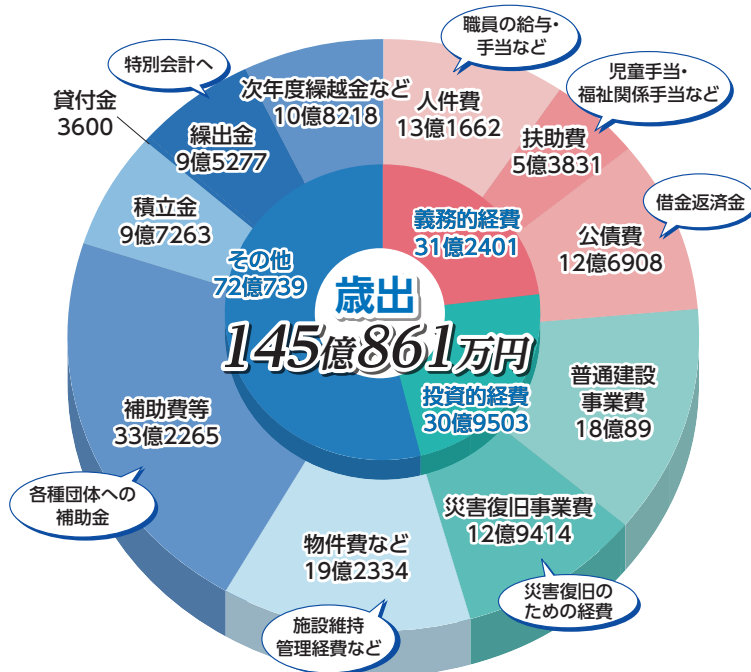 職員の給与・
手当など
人件費
13億1662
児童手当・
福祉関係手当など
扶助費
5億3831
借金返済金
公債費
12億6908
義務的経費
31億2401
普通建設
事業費
18億89
災害復旧事業費
12億9414
災害復旧の
ための経費
投資的経費
30億9503
物件費など
19億2334
施設維持
管理経費など
補助費等
33億2265
各種団体への
補助金
積立金
9億7263
貸付金
3600
特別会計へ
繰出金
9億5277
次年度繰越金など
10億8218
その他
72億739
歳出
145億861万円